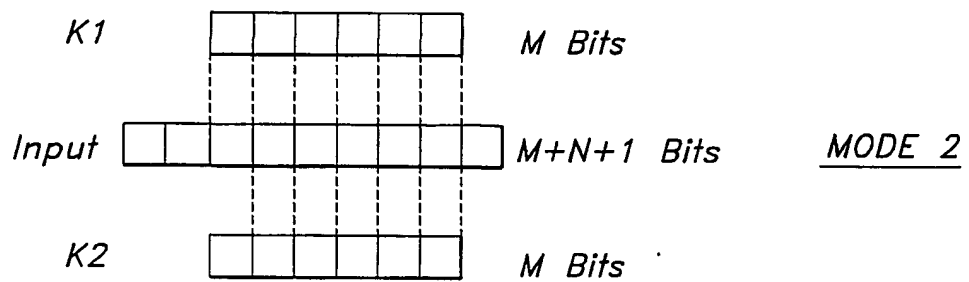 K1 M Bits
Input M+N+1 Bits MODE 2
K2 M Bits